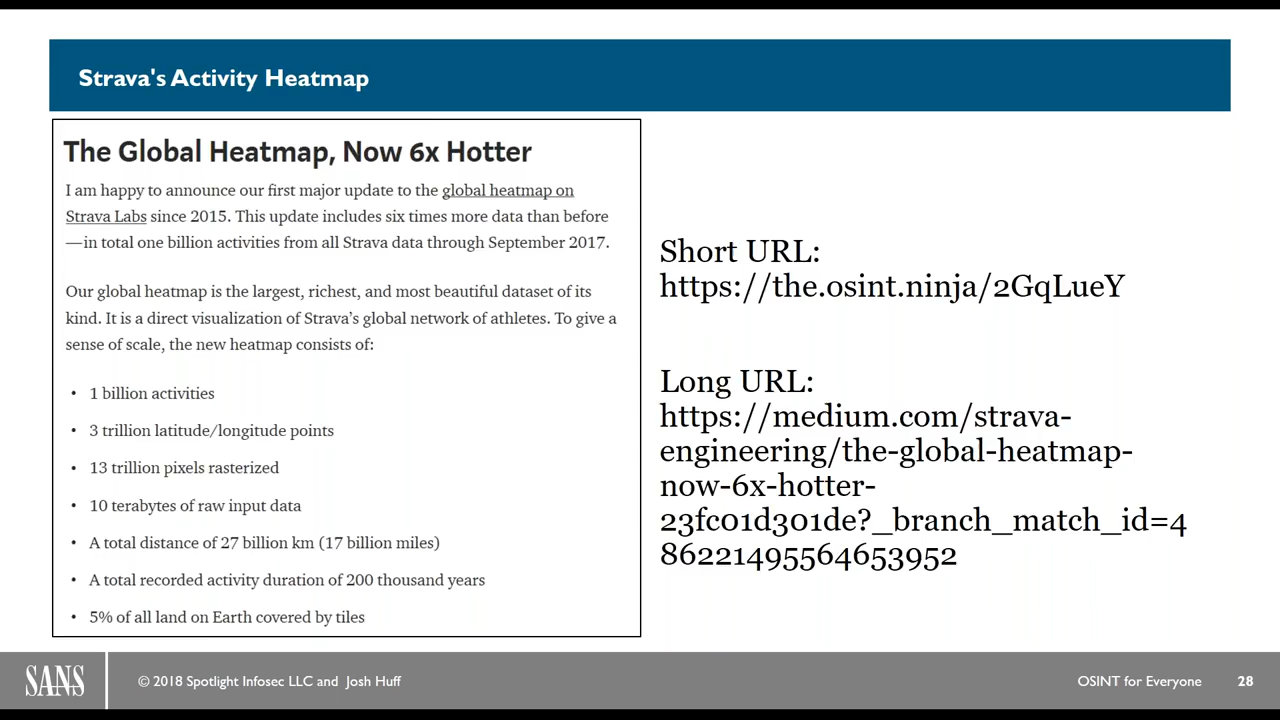 Strava's Activity Heatmap
The Global Heatmap, Now 6x Hotter
I am happy to announce our first major update to the global heatmap on
Strava Labs since 2015. This update includes six times more data than before
—in total one billion activities from all Strava data through September 2017.
Our global heatmap is the largest, richest, and most beautiful dataset of its
kind. It is a direct visualization of Strava’s global network of athletes. To give a
sense of scale, the new heatmap consists of:
• 1 billion activities
• 3 trillion latitude/longitude points
• 13 trillion pixels rasterized
• 10 terabytes of raw input data
• A total distance of 27 billion km (17 billion miles)
• A total recorded activity duration of 200 thousand years
• 5% of all land on Earth covered by tiles
Short URL:
https://the.osint.ninja/2GqLueY
Long URL:
https://medium.com/strava-
engineering/the-global-heatmap-
now-6x-hotter-
23fc01d301de?_branch_match_id=4
86221495564653952
SANS
© 2018 Spotlight Infosec LLC and Josh Huff
OSINT for Everyone
28